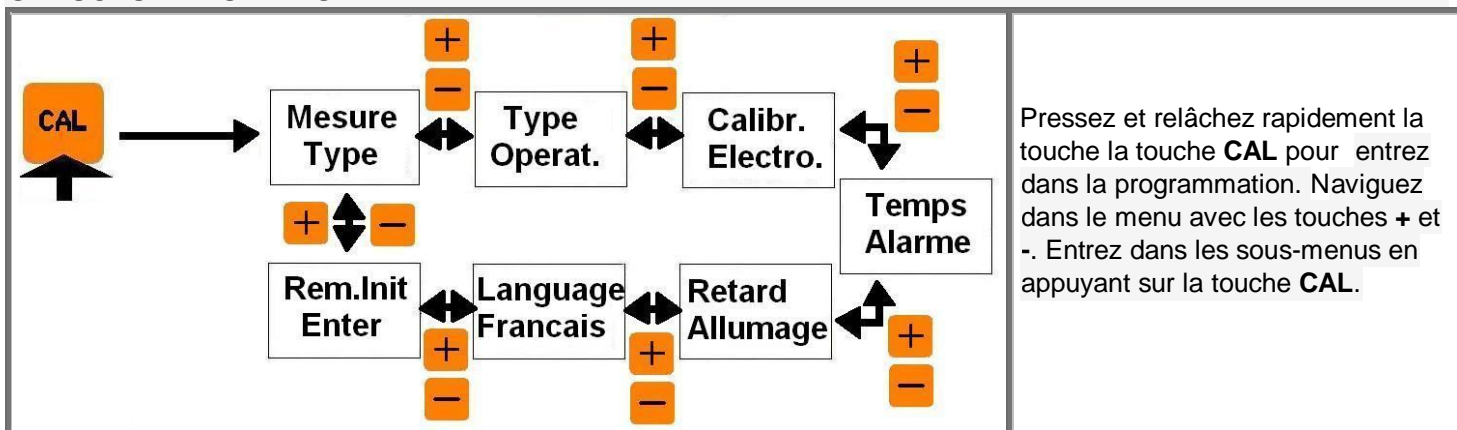 + + +
- - -
CAL
Mesure Type
Type Operat.
Calibr. Electro.
Temps Alarme
+ -
Rem.Init Enter
Language Francais
Retard Allumage
+ + +
- - -
Pressez et relâchez rapidement la
touche la touche CAL pour entrez
dans la programmation. Naviguez
dans le menu avec les touches + et
-. Entrez dans les sous-menus en
appuyant sur la touche CAL.